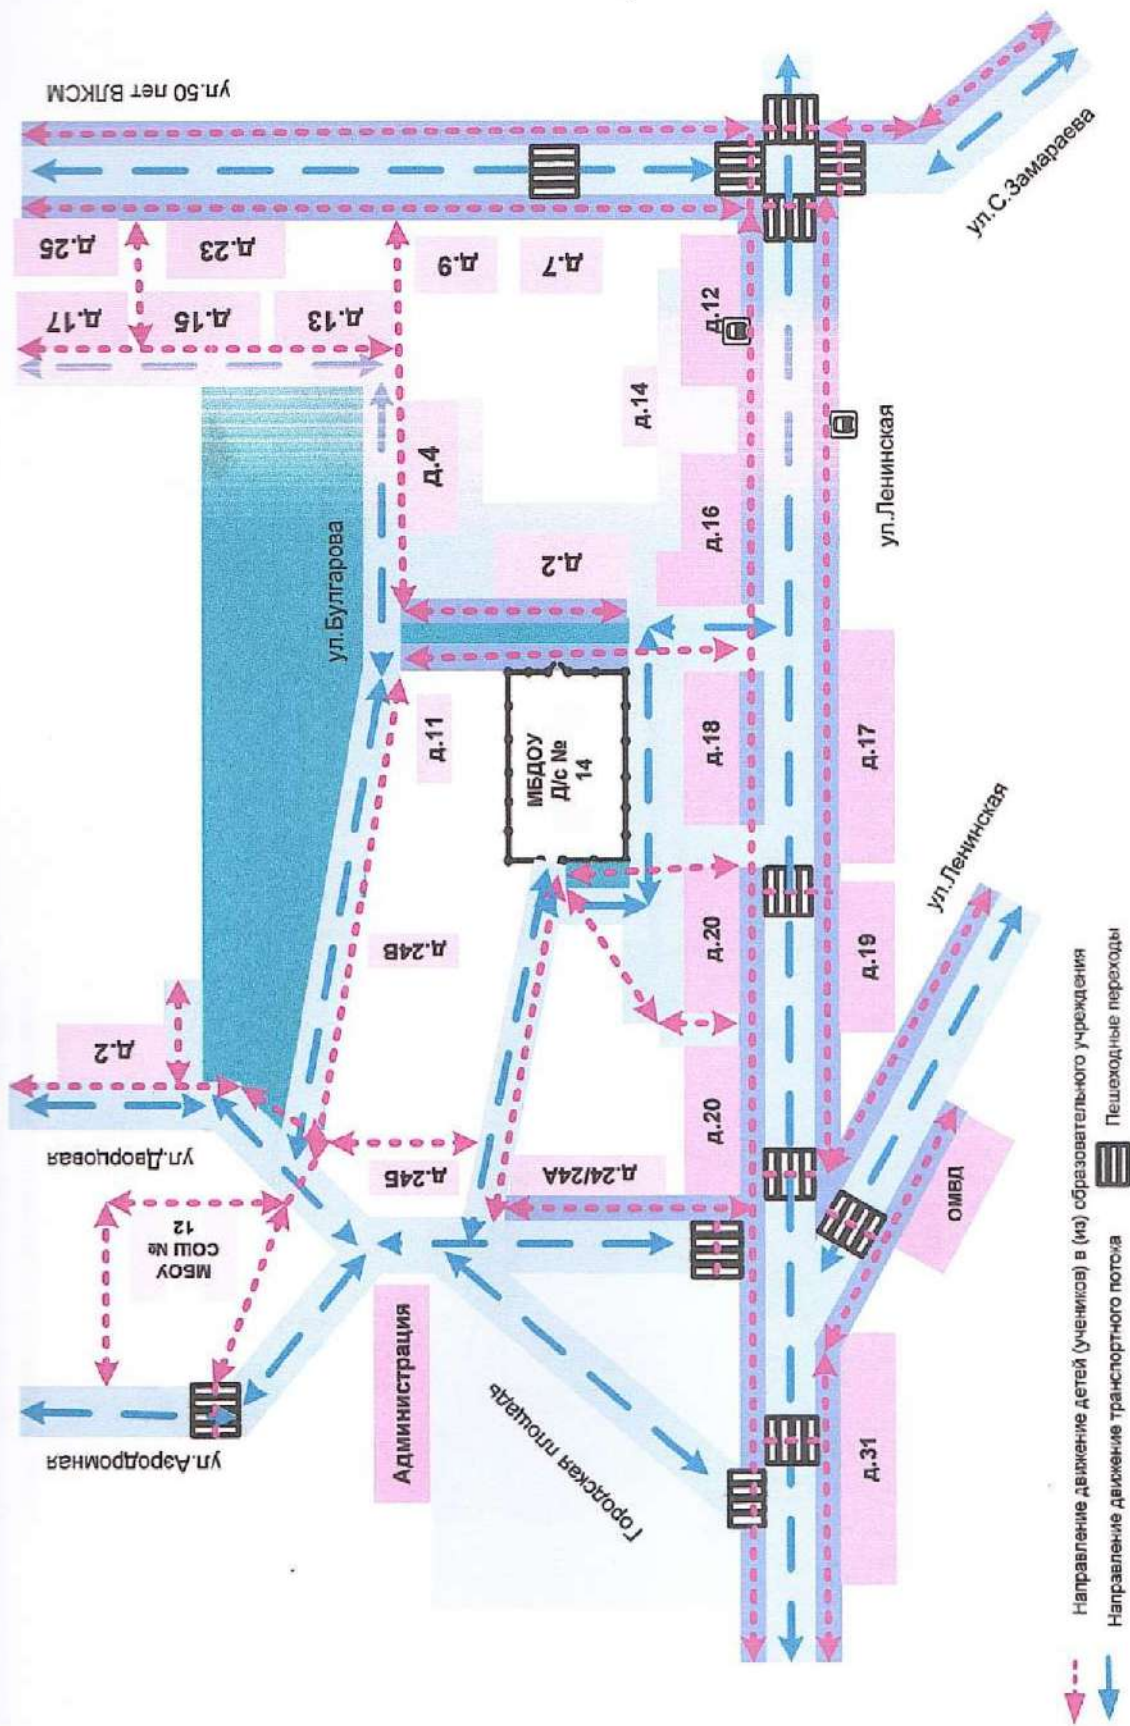 ул.50 лет ВЛКСМ
д.25
д.23
д.17
д.15
д.13
д.9
д.7
д.12
д.14
д.4
д.16
д.2
ул.С.Замараева
ул.Булгарова
ул.Ленинская
д.11
МБДОУ
Д/с №
14
д.18
д.17
д.24В
д.20
д.19
ул.Ленинская
д.2
ул.Дворцовая
д.24Б
д.24/24А
д.20
ОМВД
МБОУ
СОШ №
12
ул.Аэродромная
Администрация
Городская площадь
д.31
Направление движение детей (учеников) в (из) образовательного учреждения
Направление движение транспортного потока
Пешеходные переходы